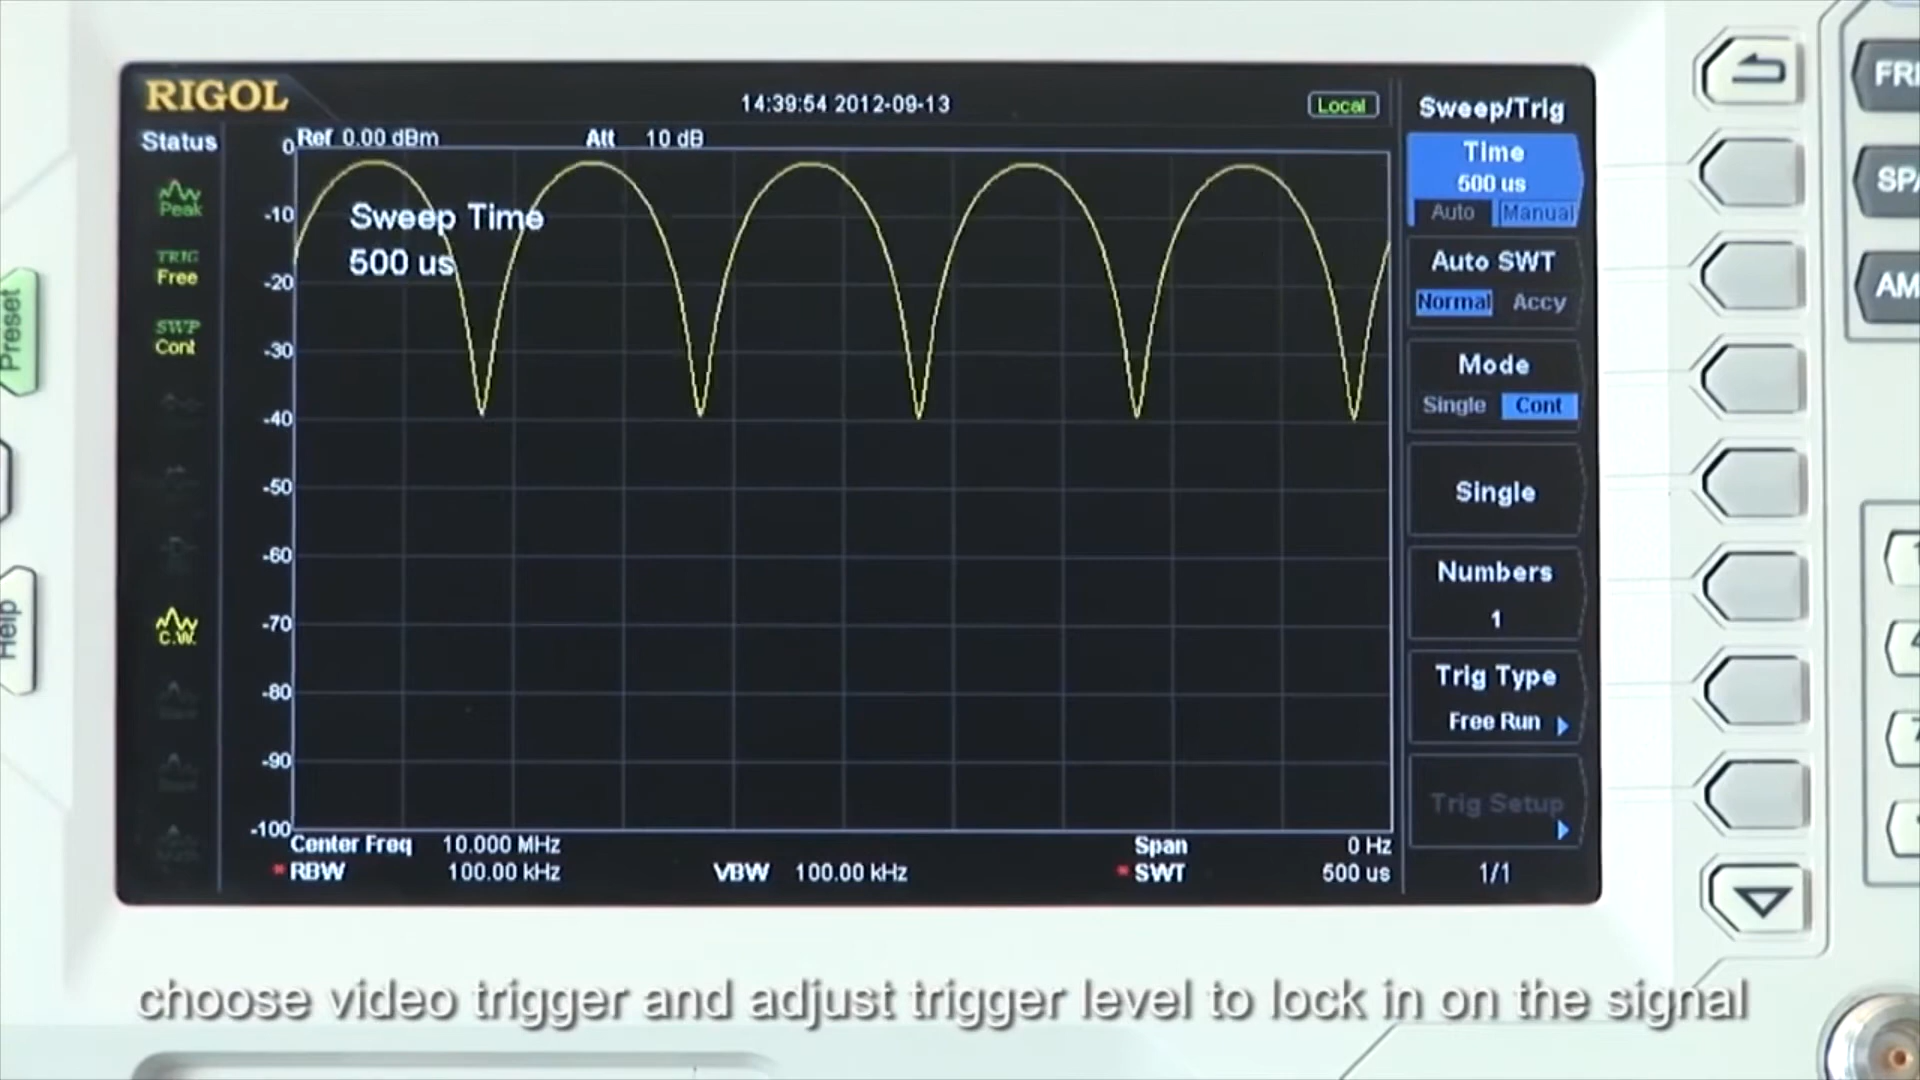 RIGOL
14:39:54 2012-09-13
Local
Sweep/Trig
Status
Ref 0.00 dBm
Att 10 dB
Time
500 us
Auto Manual
Sweep Time
500 us
Peak
TRIG
Free
SWP
Cont
C.W.
0
-10
-20
-30
-40
-50
-60
-70
-80
-90
-100
Auto SWT
Normal Accy
Mode
Single Cont
Single
Numbers
1
Trig Type
Free Run
Trig Setup
1/1
Center Freq 10.000 MHz
Span 0 Hz
*RBW 100.00 kHz
VBW 100.00 kHz
*SWT 500 us
Preset
Help
choose video trigger and adjust trigger level to lock in on the signal